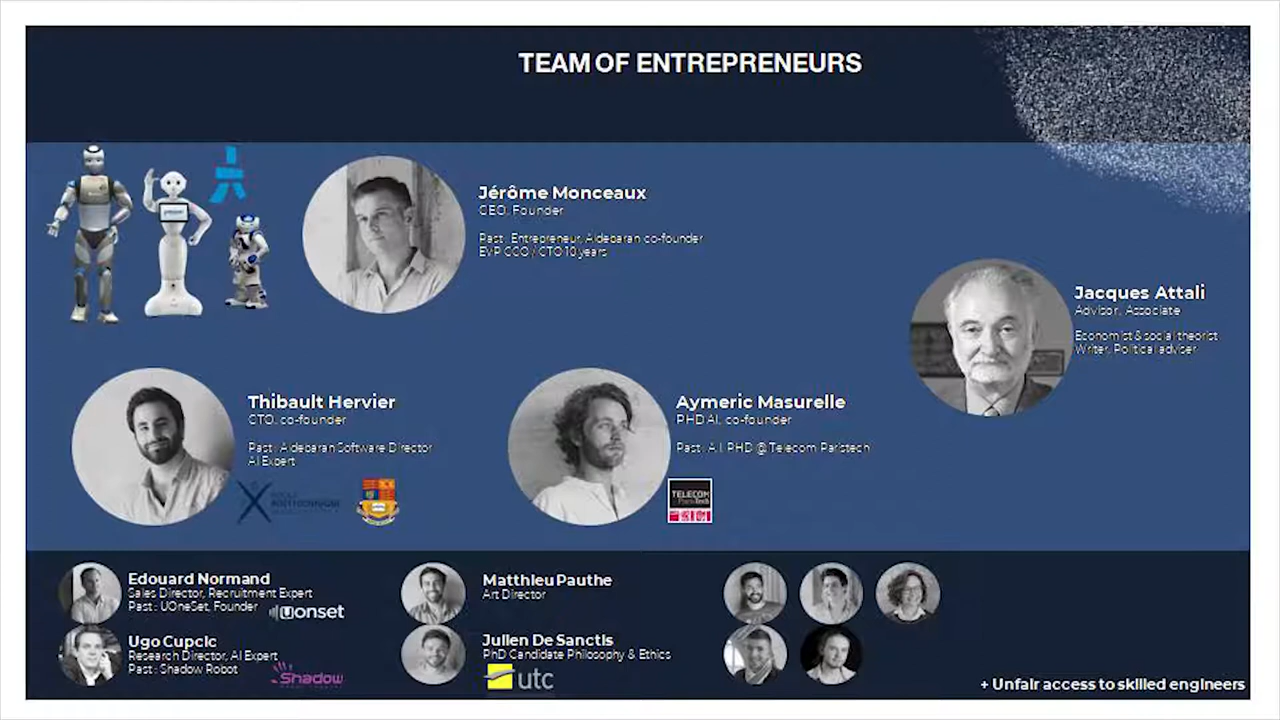 TEAM OF ENTREPRENEURS
Jérôme Monceaux
CEO, Founder
Past : Entrepreneur, Aldebaran co-founder
EVP CCO / CTO 10 years
Jacques Attali
Advisor, Associate
Economist & social theorist
Writer, Political adviser
Thibault Hervier
CTO, co-founder
Past : Aldebaran Software Director
AI Expert
Aymeric Masurelle
PHD AI, co-founder
Past : A.I. PHD @ Telecom Paristech
POLYTECHNIQUE
TELECOM
ParisTech
Edouard Normand
Sales Director, Recruitment Expert
Past : UOneSet, Founder
uonset
Ugo Cupcic
Research Director, AI Expert
Past : Shadow Robot
Shadow
Matthieu Pauthe
Art Director
Julien De Sanctis
PhD Candidate Philosophy & Ethics
utc
+ Unfair access to skilled engineers